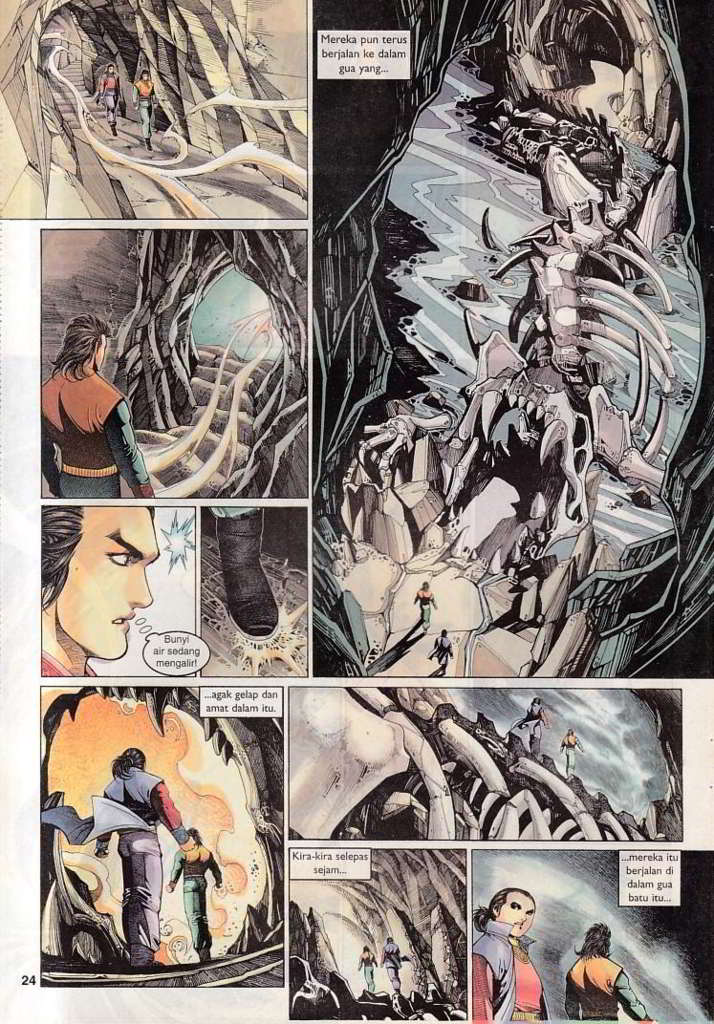 Mereka pun terus
berjalan ke dalam
gua yang...
Bunyi
air sedang
mengalir!
...agak gelap dan
amat dalam itu.
Kira-kira selepas
sejam...
...mereka itu
berjalan di
dalam gua
batu itu...
24